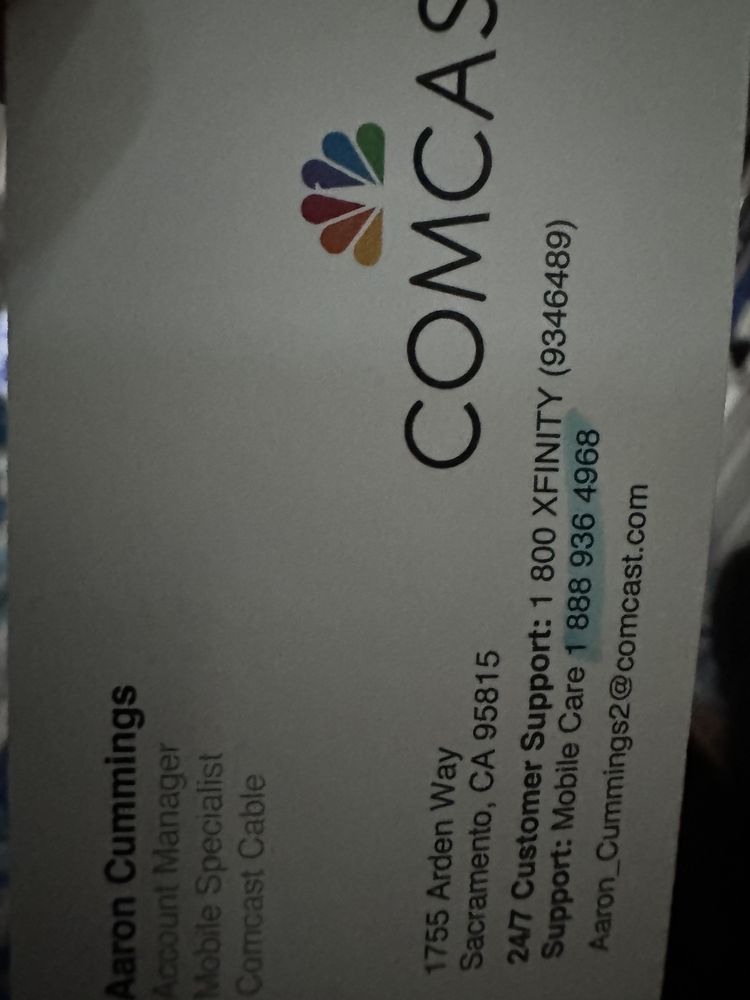 Aaron Cummings
Account Manager
Mobile Specialist
Comcast Cable
COMCAS
1755 Arden Way
Sacramento, CA 95815
24/7 Customer Support: 1 800 XFINITY (9346489)
Support: Mobile Care 1 888 936 4968
Aaron_Cummings2@comcast.com